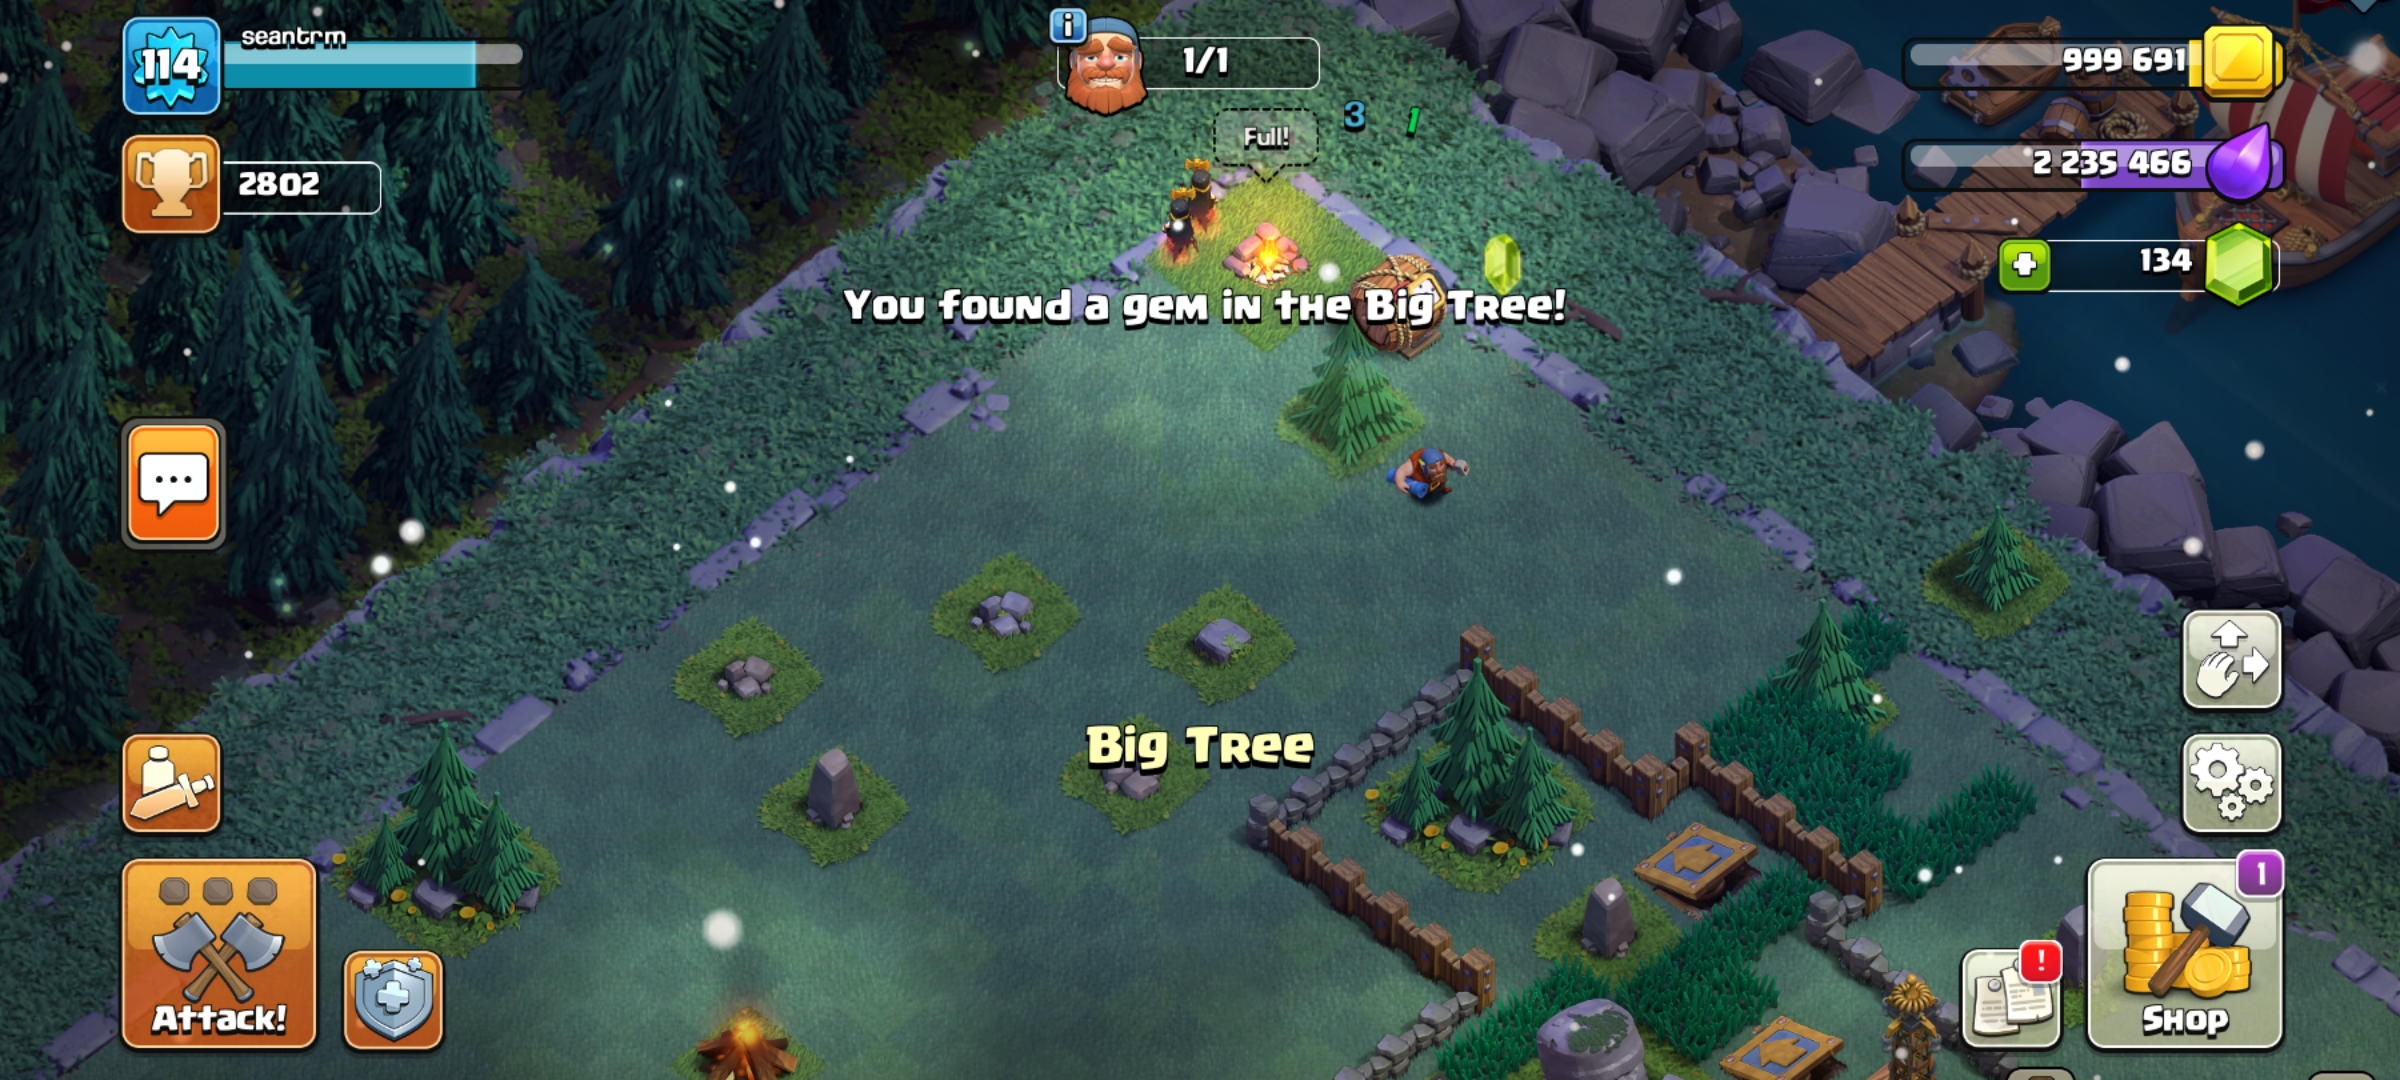 114
seantrm
1/1
999 691
Full!
3
1
2802
2 235 466
134
You found a gem in the Big Tree!
Big Tree
1
!
Attack!
Shop